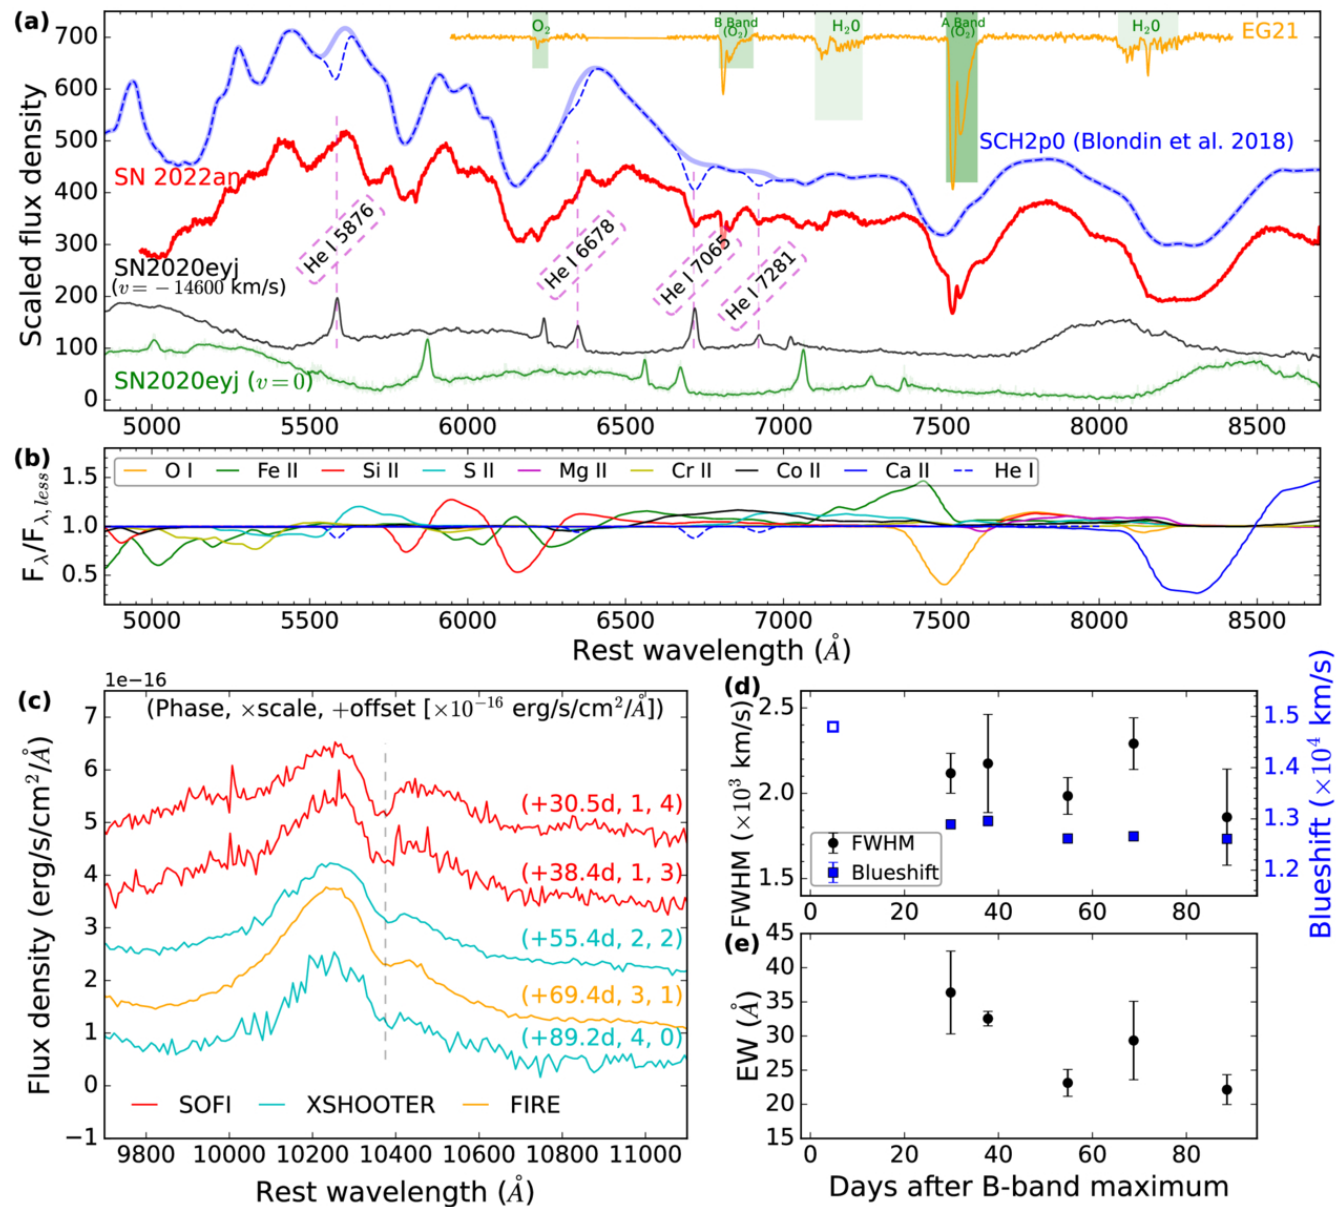 (a)
700
600
500
400
300
200
100
0
Scaled flux density
O₂
B Band
(O₂)
H₂0
A Band
(O₂)
H₂0
EG21
SCH2p0 (Blondin et al. 2018)
SN 2022an
He I 5876
He I 6678
He I 7065
He I 7281
SN2020eyj
(v = −14600 km/s)
SN2020eyj (v = 0)
5000 5500 6000 6500 7000 7500 8000 8500
(b)
O I Fe II Si II S II Mg II Cr II Co II Ca II He I
1.5
1.0
0.5
F_λ/F_λ,less
5000 5500 6000 6500 7000 7500 8000 8500
Rest wavelength (Å)
(c)
1e−16
(Phase, ×scale, +offset [×10⁻¹⁶ erg/s/cm²/Å])
7
6
5
4
3
2
1
0
−1
Flux density (erg/s/cm²/Å)
(+30.5d, 1, 4)
(+38.4d, 1, 3)
(+55.4d, 2, 2)
(+69.4d, 3, 1)
(+89.2d, 4, 0)
SOFI XSHOOTER FIRE
9800 10000 10200 10400 10600 10800 11000
Rest wavelength (Å)
(d)
2.5
2.0
1.5
FWHM (×10³ km/s)
FWHM
Blueshift
1.5
1.4
1.3
1.2
Blueshift (×10⁴ km/s)
0 20 40 60 80
(e)
45
40
35
30
25
20
15
EW (Å)
0 20 40 60 80
Days after B-band maximum